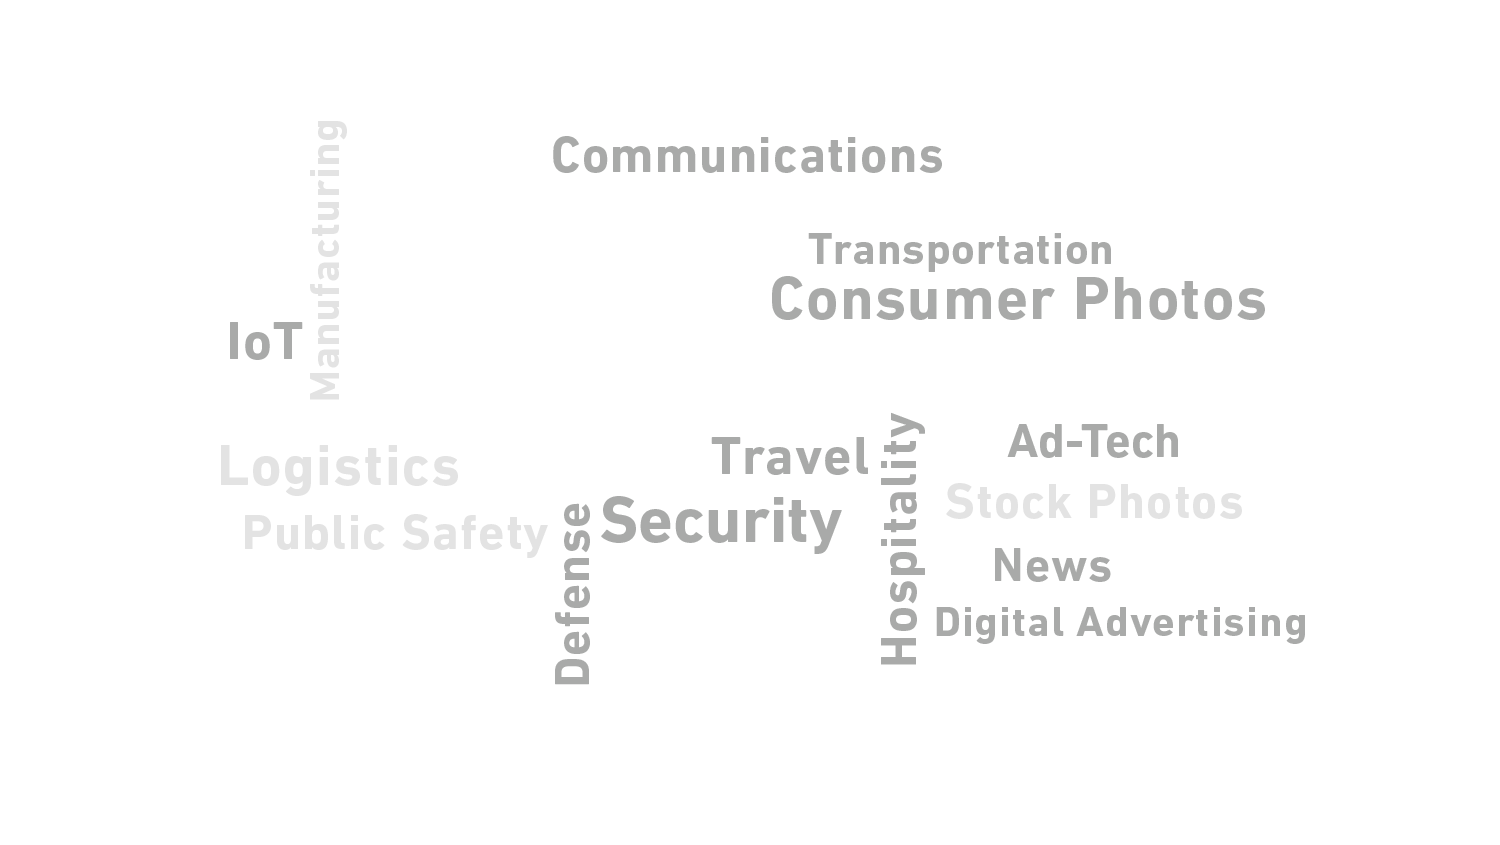 Manufacturing
Communications
Transportation
Consumer Photos
IoT
Logistics
Travel
Hospitality
Ad-Tech
Stock Photos
Public Safety
Defense
Security
News
Digital Advertising